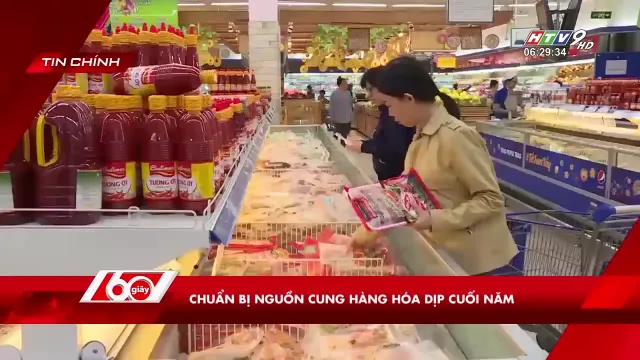 TIN CHÍNH
HTV9 HD
06:29:34
TƯƠNG ỚT
TƯƠNG ỚT
pepsi
60 giây
CHUẨN BỊ NGUỒN CUNG HÀNG HÓA DỊP CUỐI NĂM